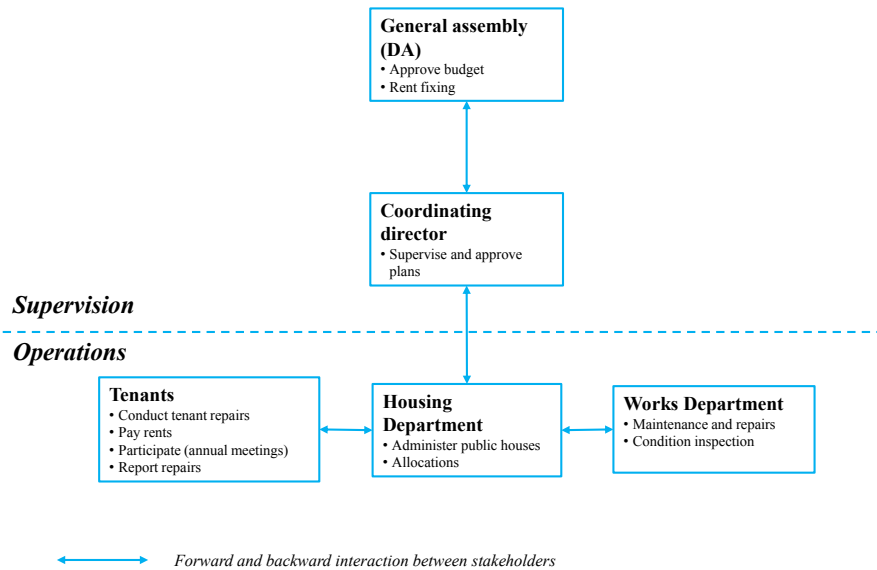 General assembly
(DA)
• Approve budget
• Rent fixing
Coordinating
director
• Supervise and approve
plans
Supervision
Operations
Tenants
• Conduct tenant repairs
• Pay rents
• Participate (annual meetings)
• Report repairs
Housing
Department
• Administer public houses
• Allocations
Works Department
• Maintenance and repairs
• Condition inspection
Forward and backward interaction between stakeholders